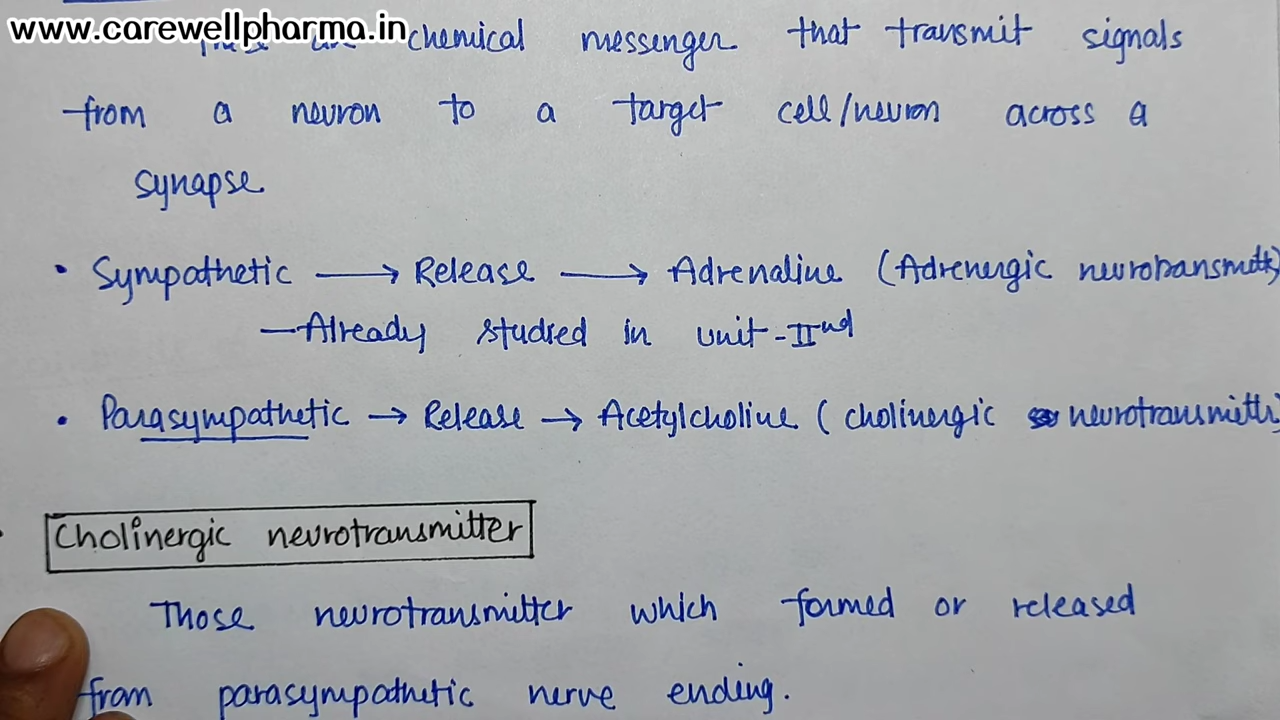 www.carewellpharma.in
chemical messenger that transmit signals
from a neuron to a target cell/neuron across a
synapse
• Sympathetic → Release → Adrenaline (Adrenergic
— Already studied in unit-IInd
• Parasympathetic → Release → Acetylcholine (cholinergic
Cholinergic neurotransmitter
Those neurotransmitter which formed or released
from parasympathetic nerve ending.